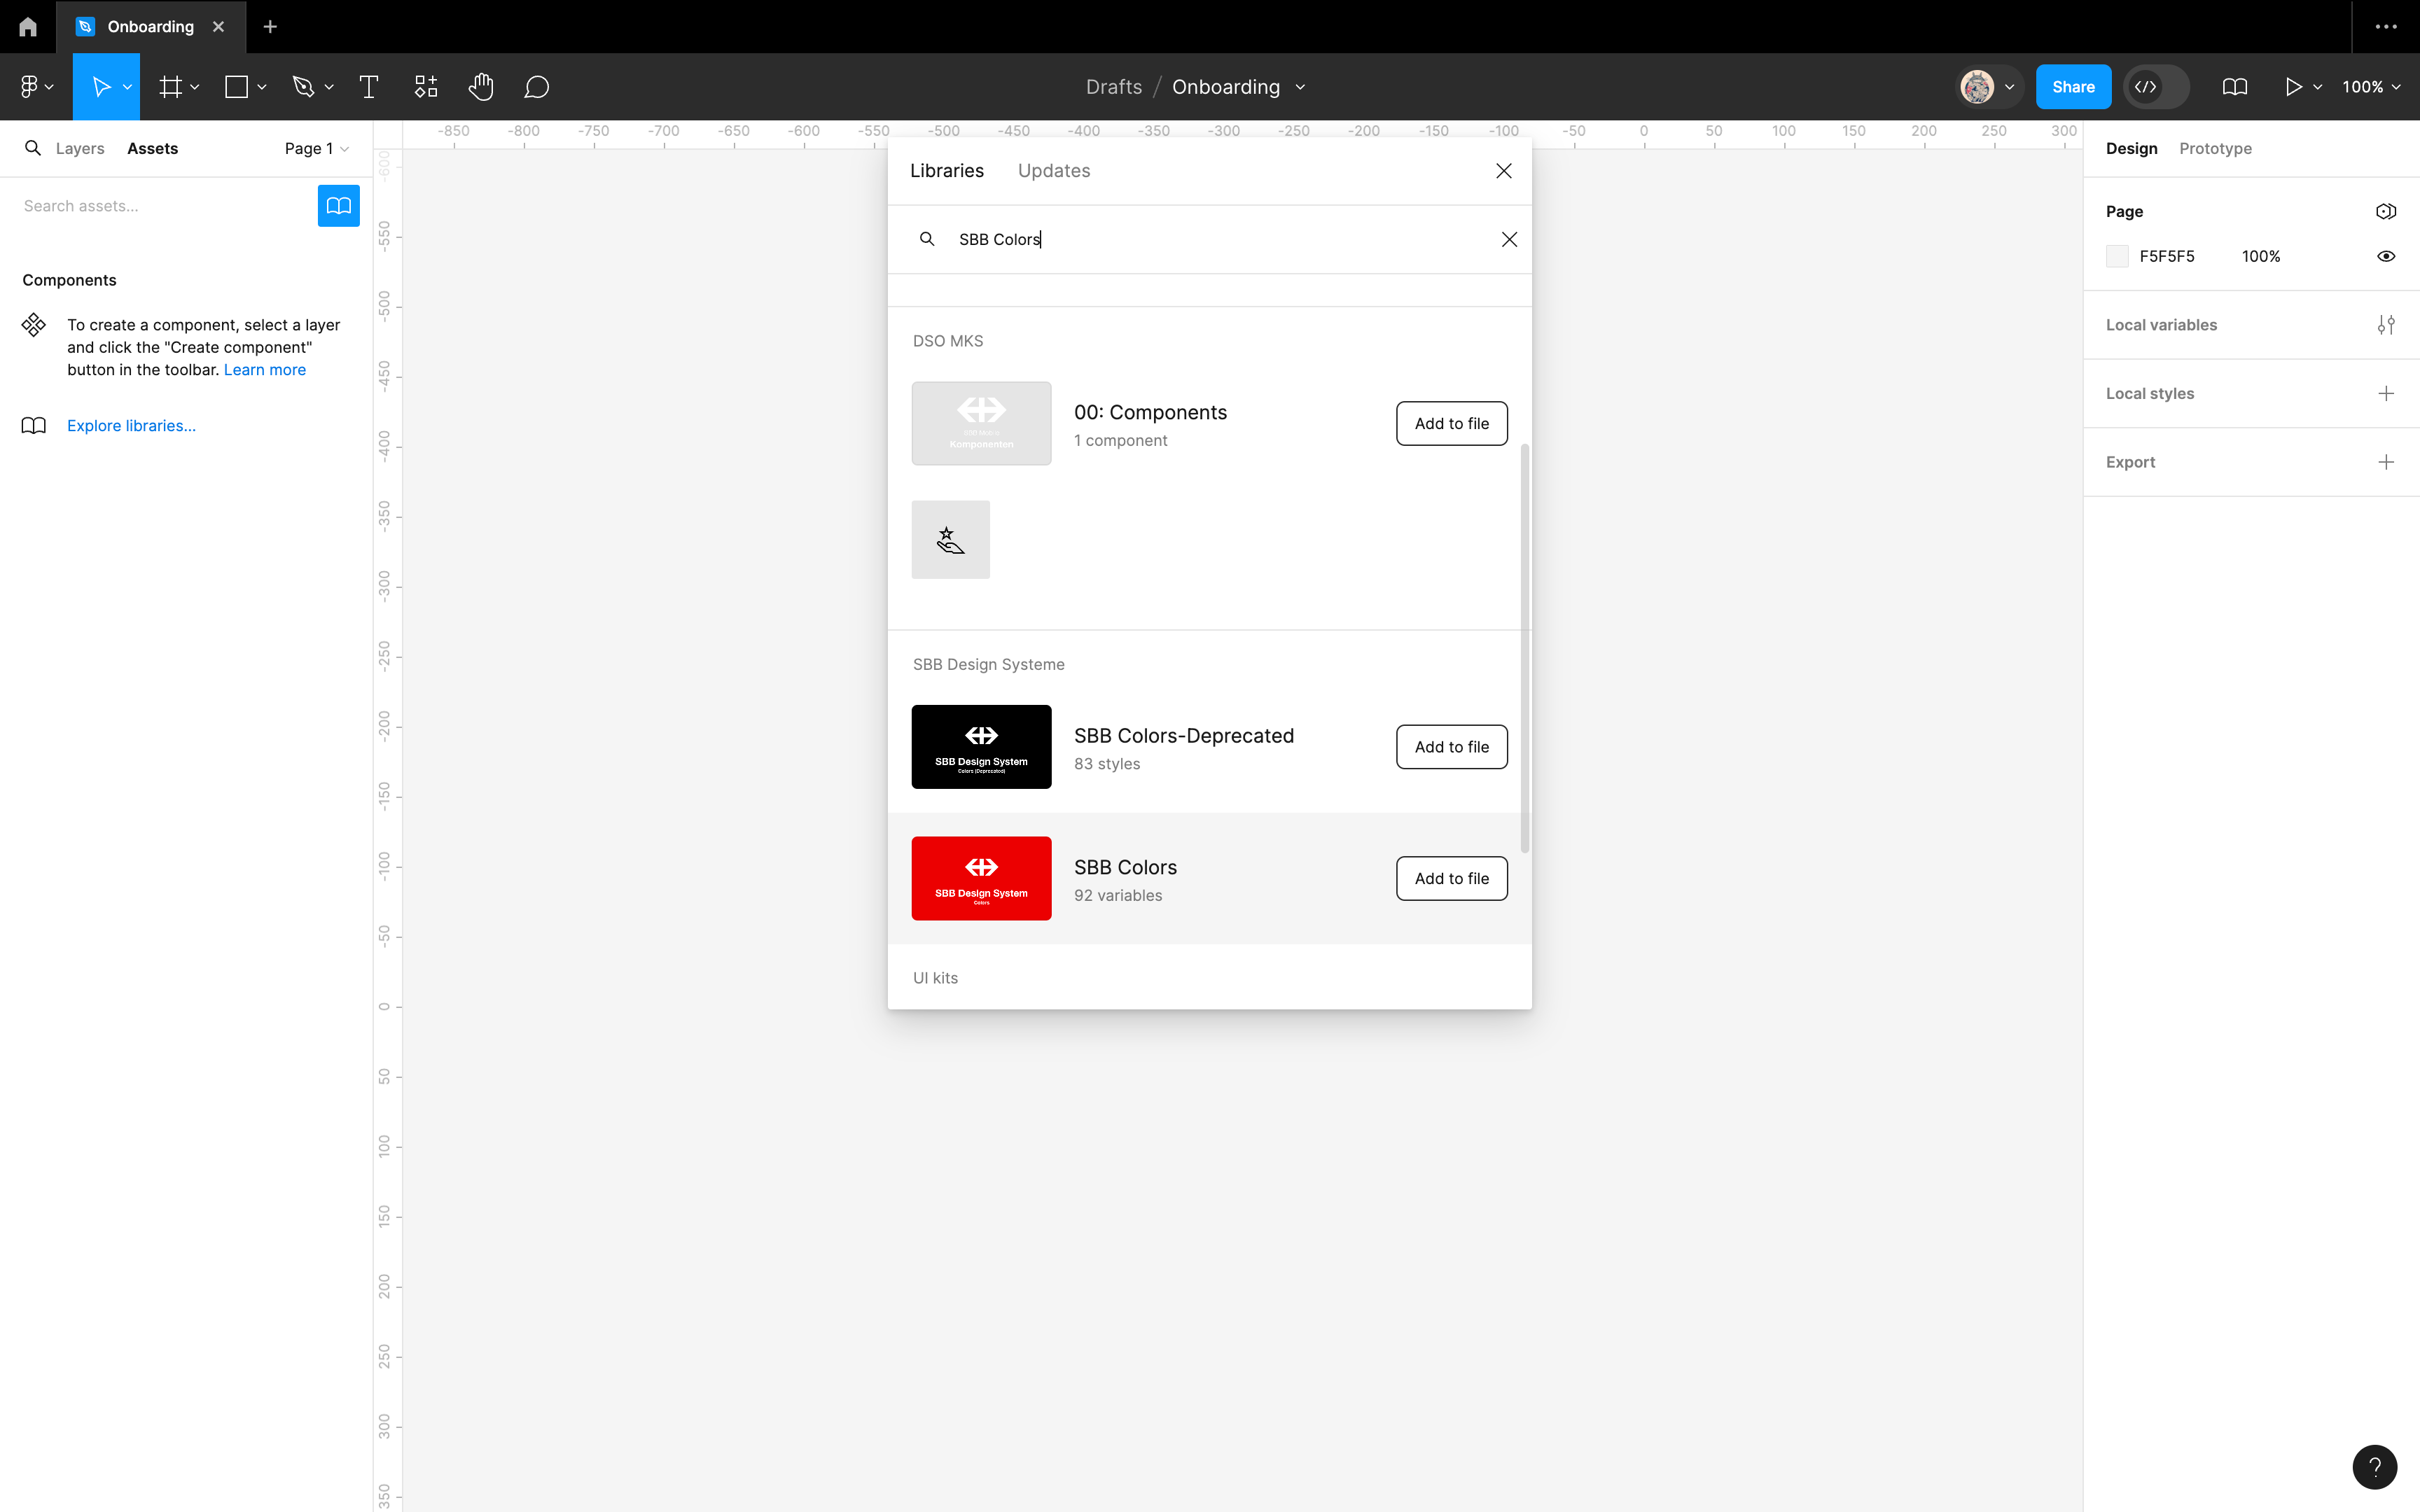 Onboarding
Drafts / Onboarding
Share
100%
Layers
Assets
Page 1
Search assets...
Components
To create a component, select a layer
and click the "Create component"
button in the toolbar. Learn more
Explore libraries...
-850 -800 -750 -700 -650 -600 -550 -500 -450 -400 -350 -300 -250 -200 -150 -100 -50 0 50 100 150 200 250 300
-600
-550
-500
-450
-400
-350
-300
-250
-200
-150
-100
-50
0
50
100
150
200
250
300
350
Libraries
Updates
SBB Colors
DSO MKS
Komponenten
00: Components
1 component
Add to file
SBB Design Systeme
SBB Design System
Colors (Deprecated)
SBB Colors-Deprecated
83 styles
Add to file
SBB Design System
Colors
SBB Colors
92 variables
Add to file
UI kits
Design
Prototype
Page
F5F5F5
100%
Local variables
Local styles
Export
?